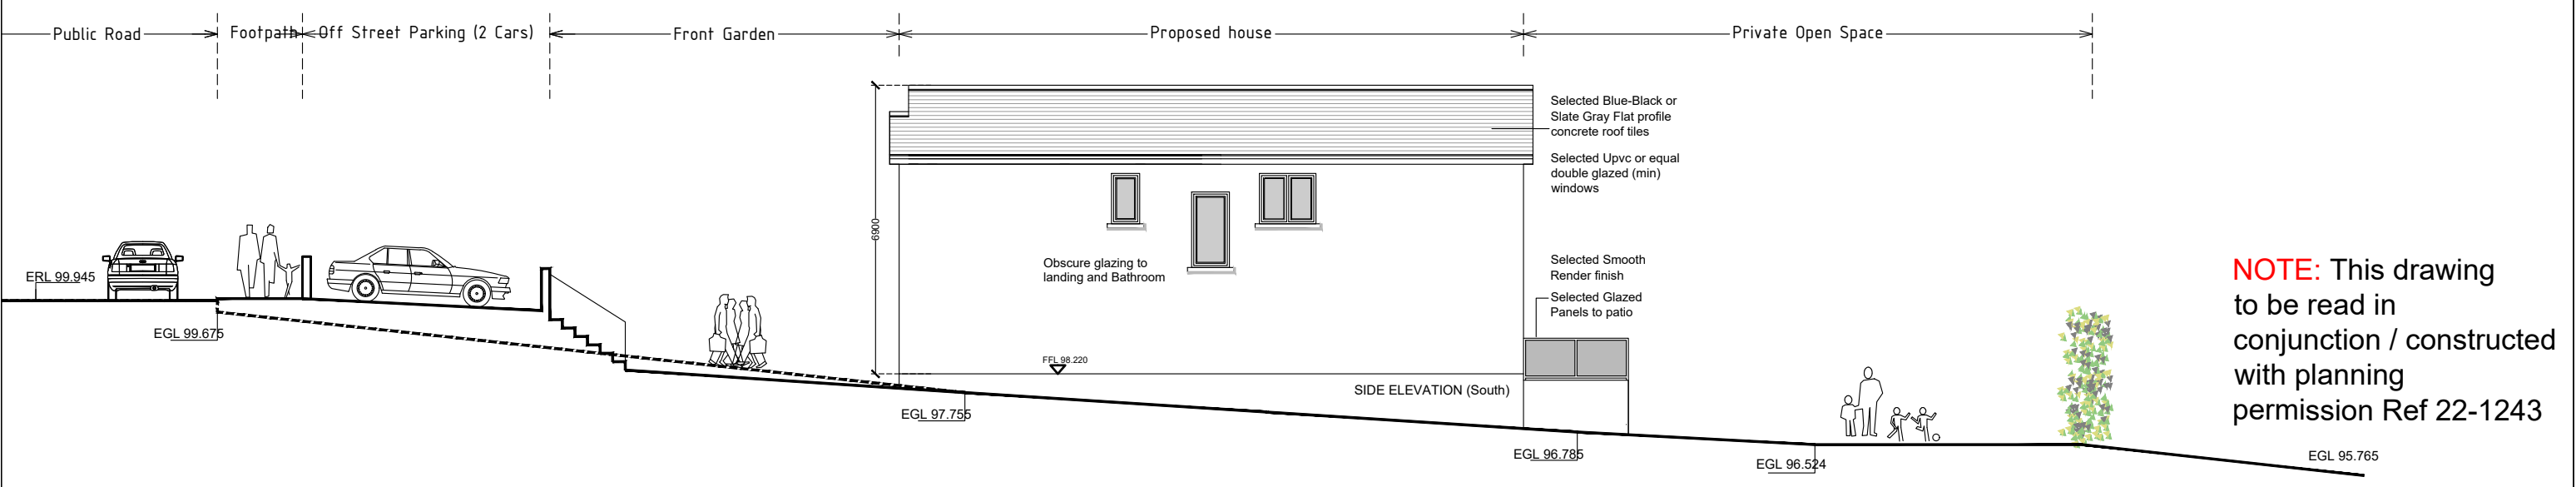 Public Road
Footpath
Off Street Parking (2 Cars)
Front Garden
Proposed house
Private Open Space
Selected Blue-Black or
Slate Gray Flat profile
concrete roof tiles
Selected Upvc or equal
double glazed (min)
windows
6900
Obscure glazing to
landing and Bathroom
Selected Smooth
Render finish
Selected Glazed
Panels to patio
ERL 99.945
EGL 99.675
FFL 98.220
SIDE ELEVATION (South)
EGL 97.755
EGL 96.785
EGL 96.524
EGL 95.765
NOTE: This drawing
to be read in
conjunction / constructed
with planning
permission Ref 22-1243